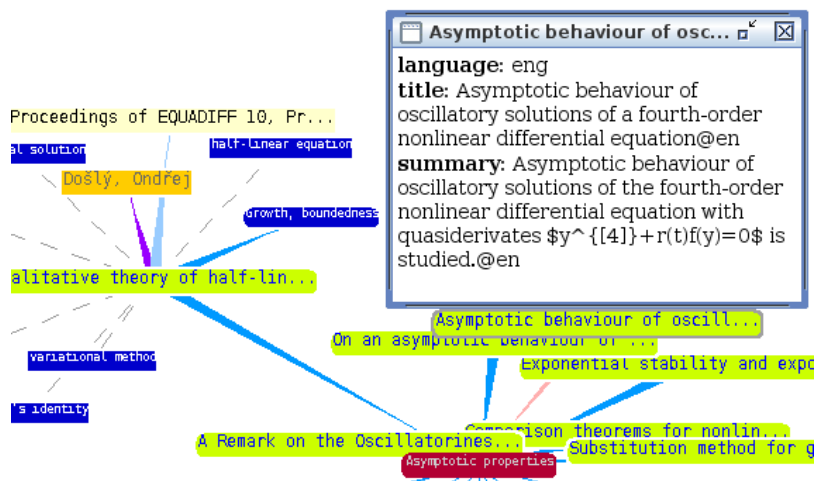 Asymptotic behaviour of osc...
language: eng
title: Asymptotic behaviour of
oscillatory solutions of a fourth-order
nonlinear differential equation@en
summary: Asymptotic behaviour of
oscillatory solutions of the fourth-order
nonlinear differential equation with
quasiderivates $y^{[4]}+r(t)f(y)=0$ is
studied.@en
Proceedings of EQUADIFF 10, Pr...
al solution
half-linear equation
Došlý, Ondřej
Growth, boundedness
alitative theory of half-lin...
Asymptotic behaviour of oscill...
On an asymptotic behaviour of ...
variational method
Exponential stability and expo
's identity
Comparison theorems for nonlin...
A Remark on the Oscillatorines...
Substitution method for g
Asymptotic properties